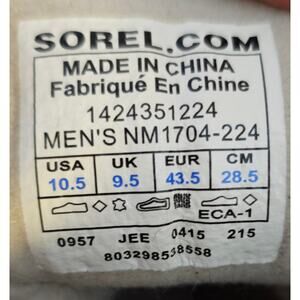 SOREL.COM
MADE IN CHINA
Fabriqué En Chine
1424351224
MEN'S NM1704-224
USA UK EUR CM
10.5 9.5 43.5 28.5
ECA-1
0957 JEE 0415 215